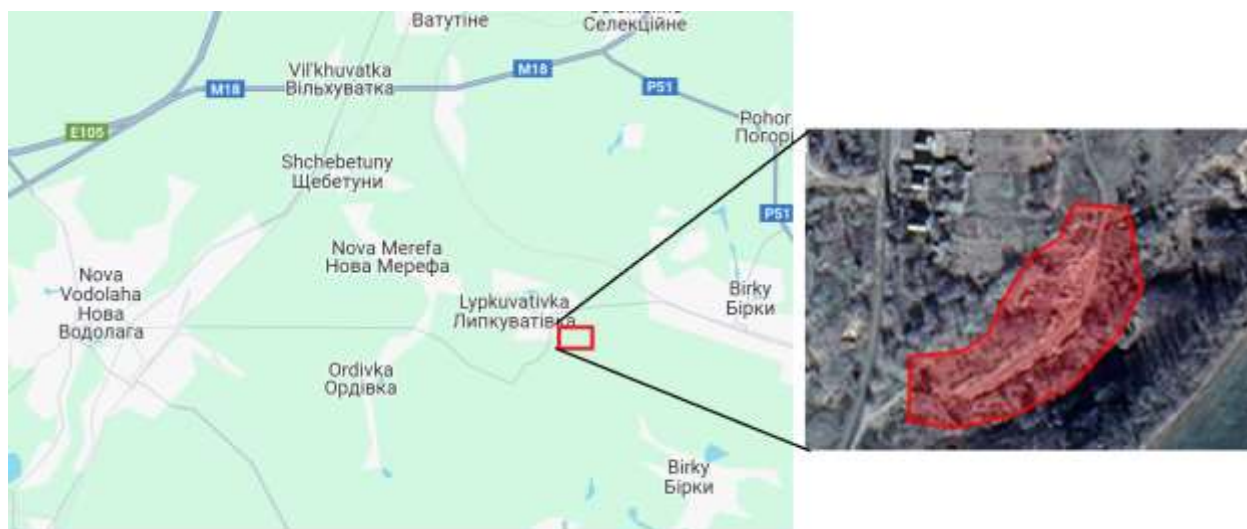 Ватутіне
Селекційне
Vil'khuvatka
Вільхуватка
M18
M18
P51
E105
Pohor
Погорі
Shchebetuny
Щебетуни
P51
Nova Merefa
Нова Мерефа
Nova
Vodolaha
Нова
Водолага
Lypkuvativka
Липкуватівка
Birky
Бірки
Ordivka
Ордівка
Birky
Бірки